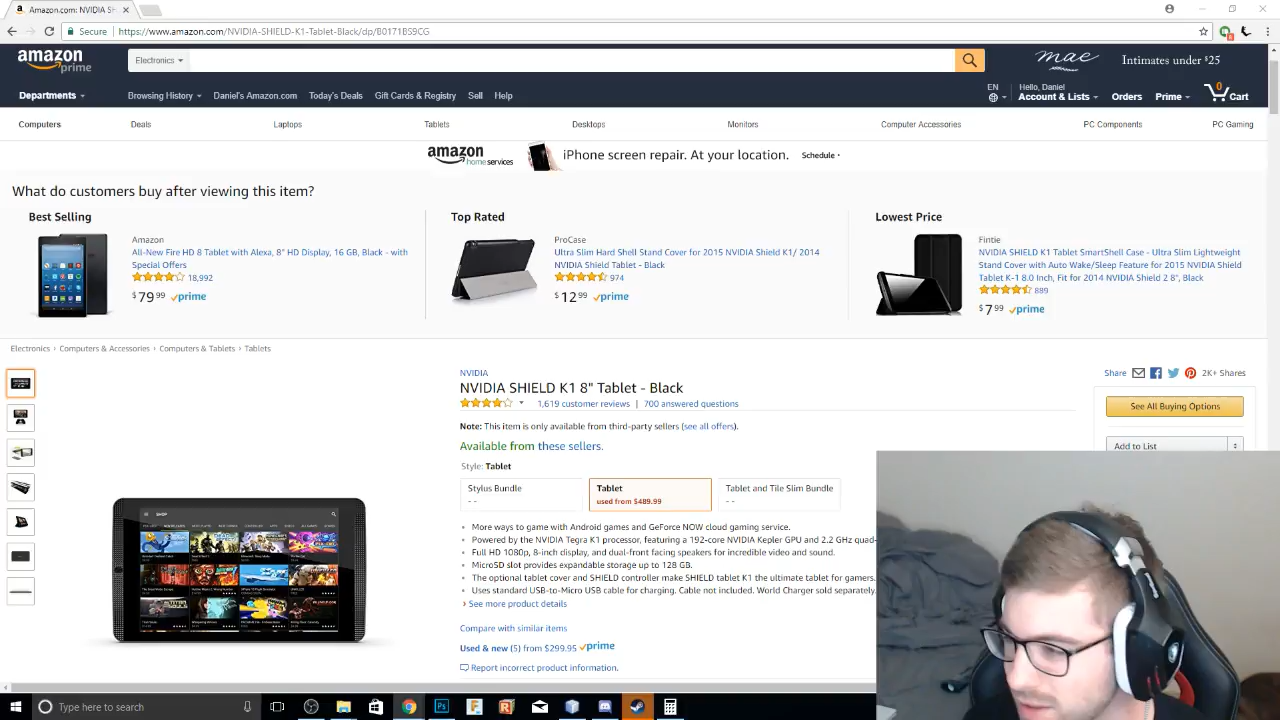 Amazon.com: NVIDIA SH
Secure
https://www.amazon.com/NVIDIA-SHIELD-K1-Tablet-Black/dp/B0171BS9CG
amazon
prime
Electronics
mae
Intimates under $25
Departments
Browsing History
Daniel's Amazon.com
Today's Deals
Gift Cards & Registry
Sell
Help
EN
Hello, Daniel
Account & Lists
Orders
Prime
0
Cart
Computers
Deals
Laptops
Tablets
Desktops
Monitors
Computer Accessories
PC Components
PC Gaming
amazon
home services
iPhone screen repair. At your location.
Schedule ›
What do customers buy after viewing this item?
Best Selling
Amazon
All-New Fire HD 8 Tablet with Alexa, 8" HD Display, 16 GB, Black - with
Special Offers
18,992
$79 99 prime
Top Rated
ProCase
Ultra Slim Hard Shell Stand Cover for 2015 NVIDIA Shield K1/ 2014
NVIDIA Shield Tablet - Black
974
$12 99 prime
Lowest Price
Fintie
NVIDIA SHIELD K1 Tablet SmartShell Case - Ultra Slim Lightweight
Stand Cover with Auto Wake/Sleep Feature for 2015 NVIDIA Shield
Tablet K-1 8.0 Inch, Fit for 2014 NVIDIA Shield 2 8", Black
889
$7 99 prime
Electronics › Computers & Accessories › Computers & Tablets › Tablets
NVIDIA
NVIDIA SHIELD K1 8" Tablet - Black
1,619 customer reviews | 700 answered questions
Note: This item is only available from third-party sellers (see all offers).
Available from these sellers.
Style: Tablet
Stylus Bundle
- -
Tablet
used from $489.99
Tablet and Tile Slim Bundle
- -
• More ways to game with Android games and GeForce NOW cloud gaming service.
• Powered by the NVIDIA Tegra K1 processor, featuring a 192-core NVIDIA Kepler GPU and 2.2 GHz quad-
• Full HD 1080p, 8-inch display, and dual-front facing speakers for incredible video and sound.
• MicroSD slot provides expandable storage up to 128 GB.
• The optional tablet cover and SHIELD controller make SHIELD tablet K1 the ultimate tablet for gamers.
• Uses standard USB-to-Micro USB cable for charging. Cable not included. World Charger sold separately.
› See more product details
Compare with similar items
Used & new (5) from $299.95 prime
Report incorrect product information.
Share
2K+ Shares
See All Buying Options
Add to List
SHOP
Type here to search
Ps